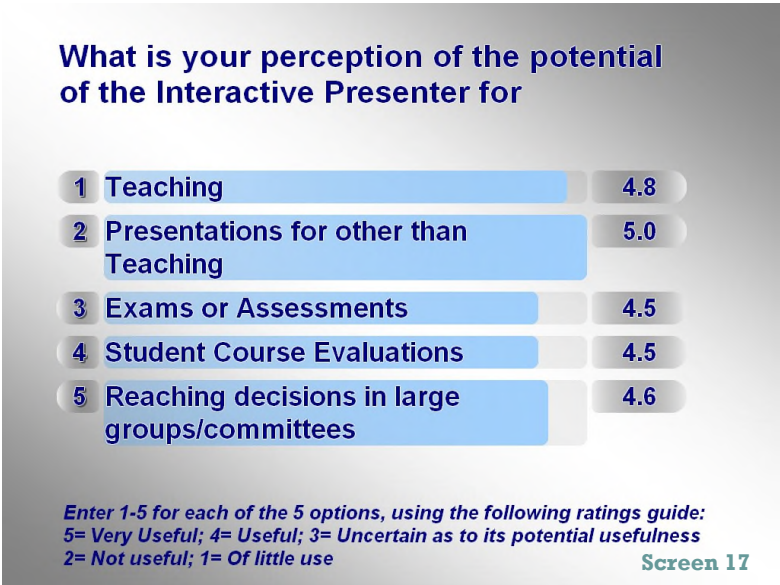 What is your perception of the potential
of the Interactive Presenter for
1 Teaching 4.8
2 Presentations for other than 5.0
Teaching
3 Exams or Assessments 4.5
4 Student Course Evaluations 4.5
5 Reaching decisions in large 4.6
groups/committees
Enter 1-5 for each of the 5 options, using the following ratings guide:
5= Very Useful; 4= Useful; 3= Uncertain as to its potential usefulness
2= Not useful; 1= Of little use
Screen 17